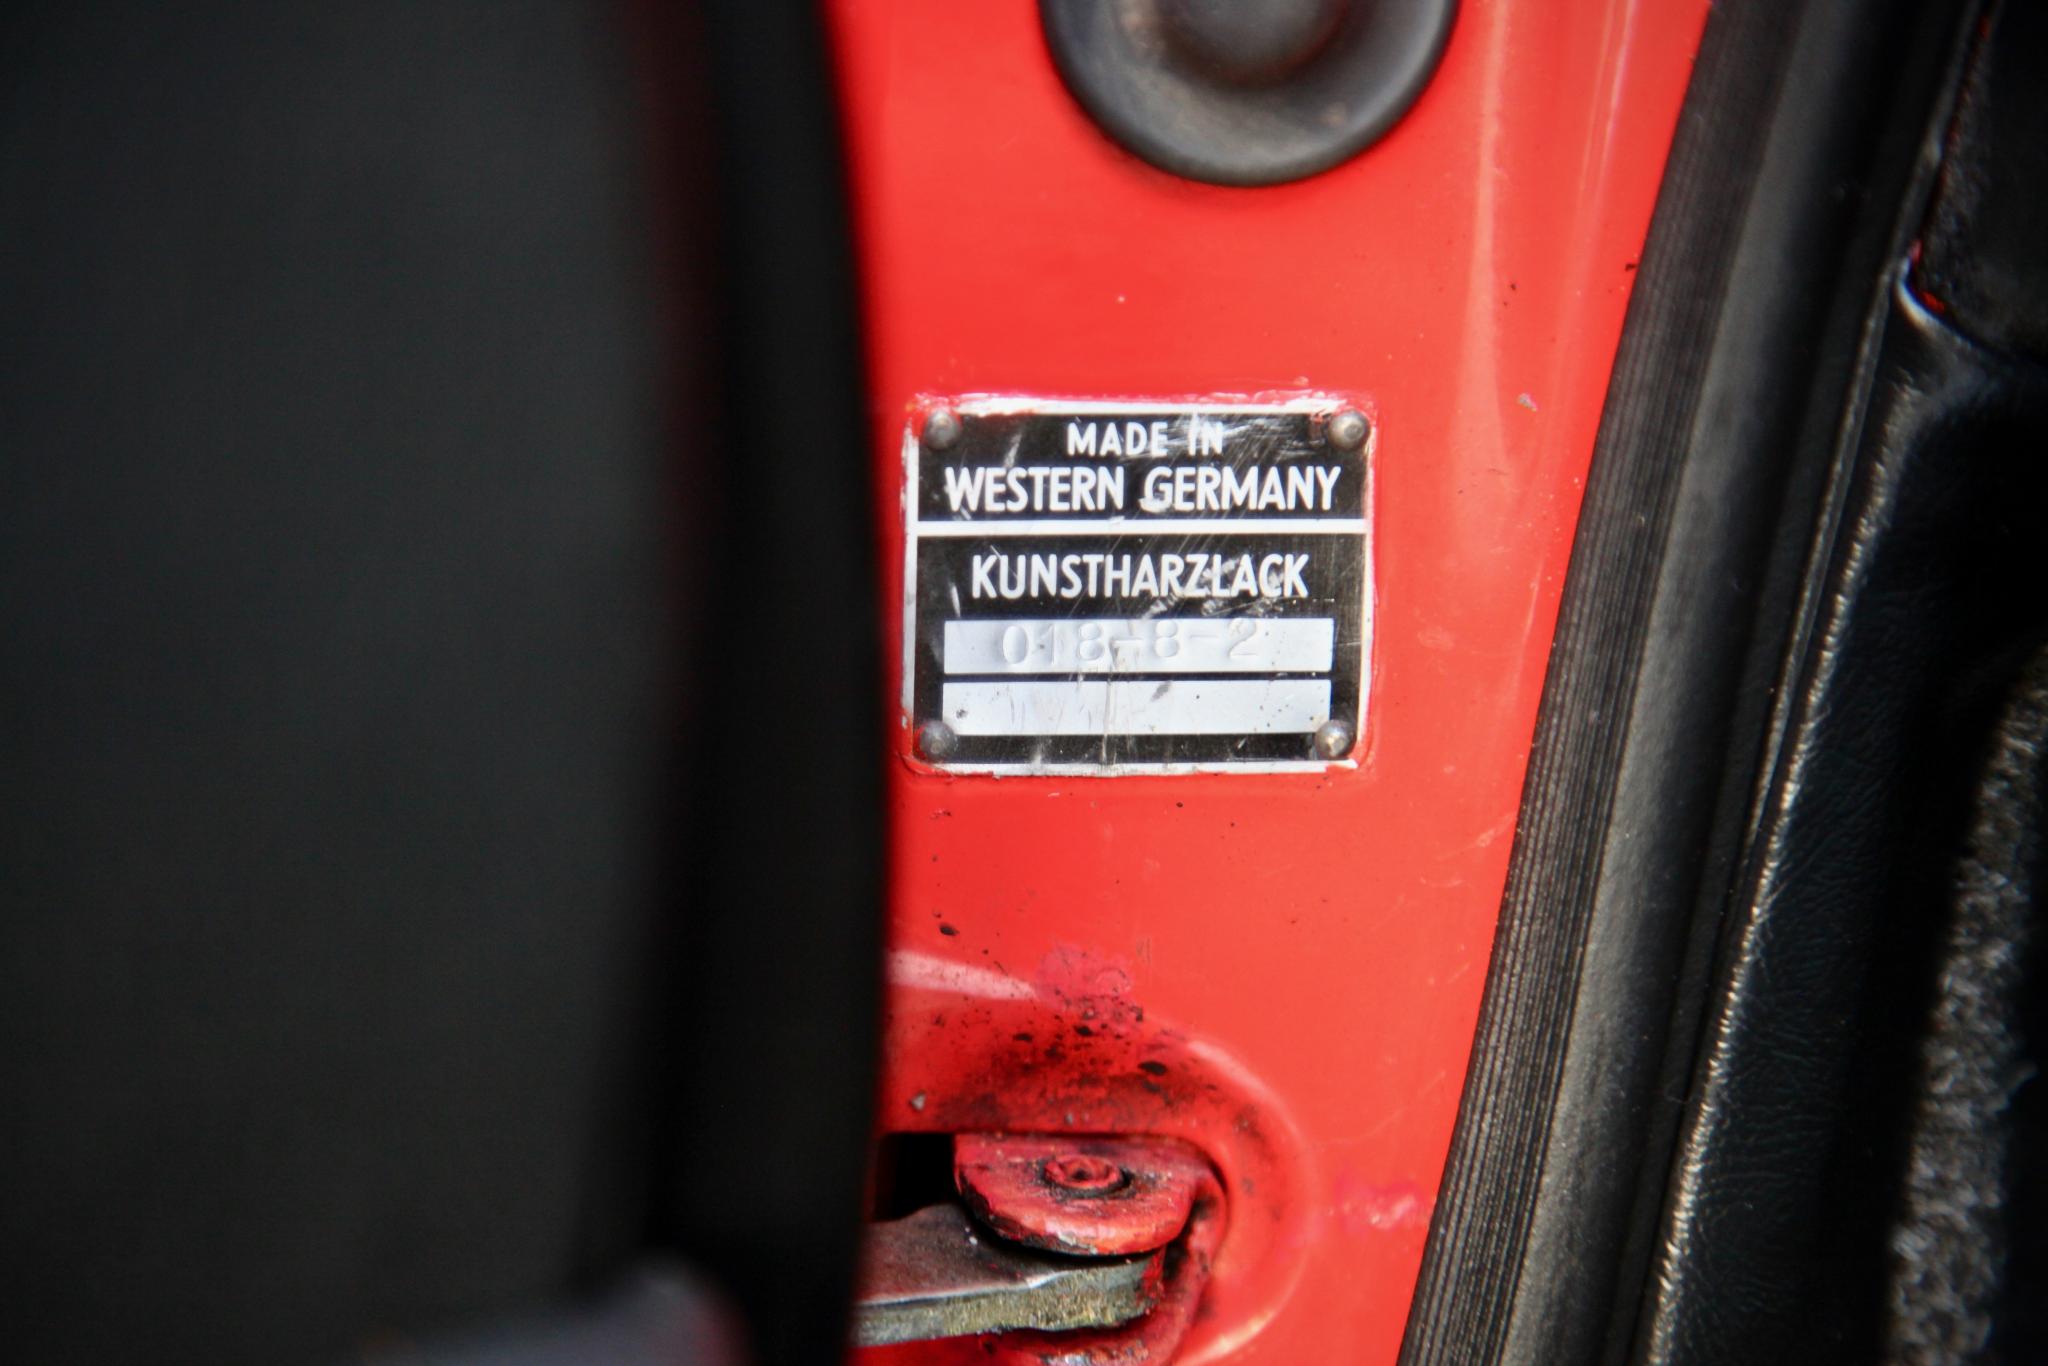 MADE IN
WESTERN GERMANY
KUNSTHARZLACK
018-8-2